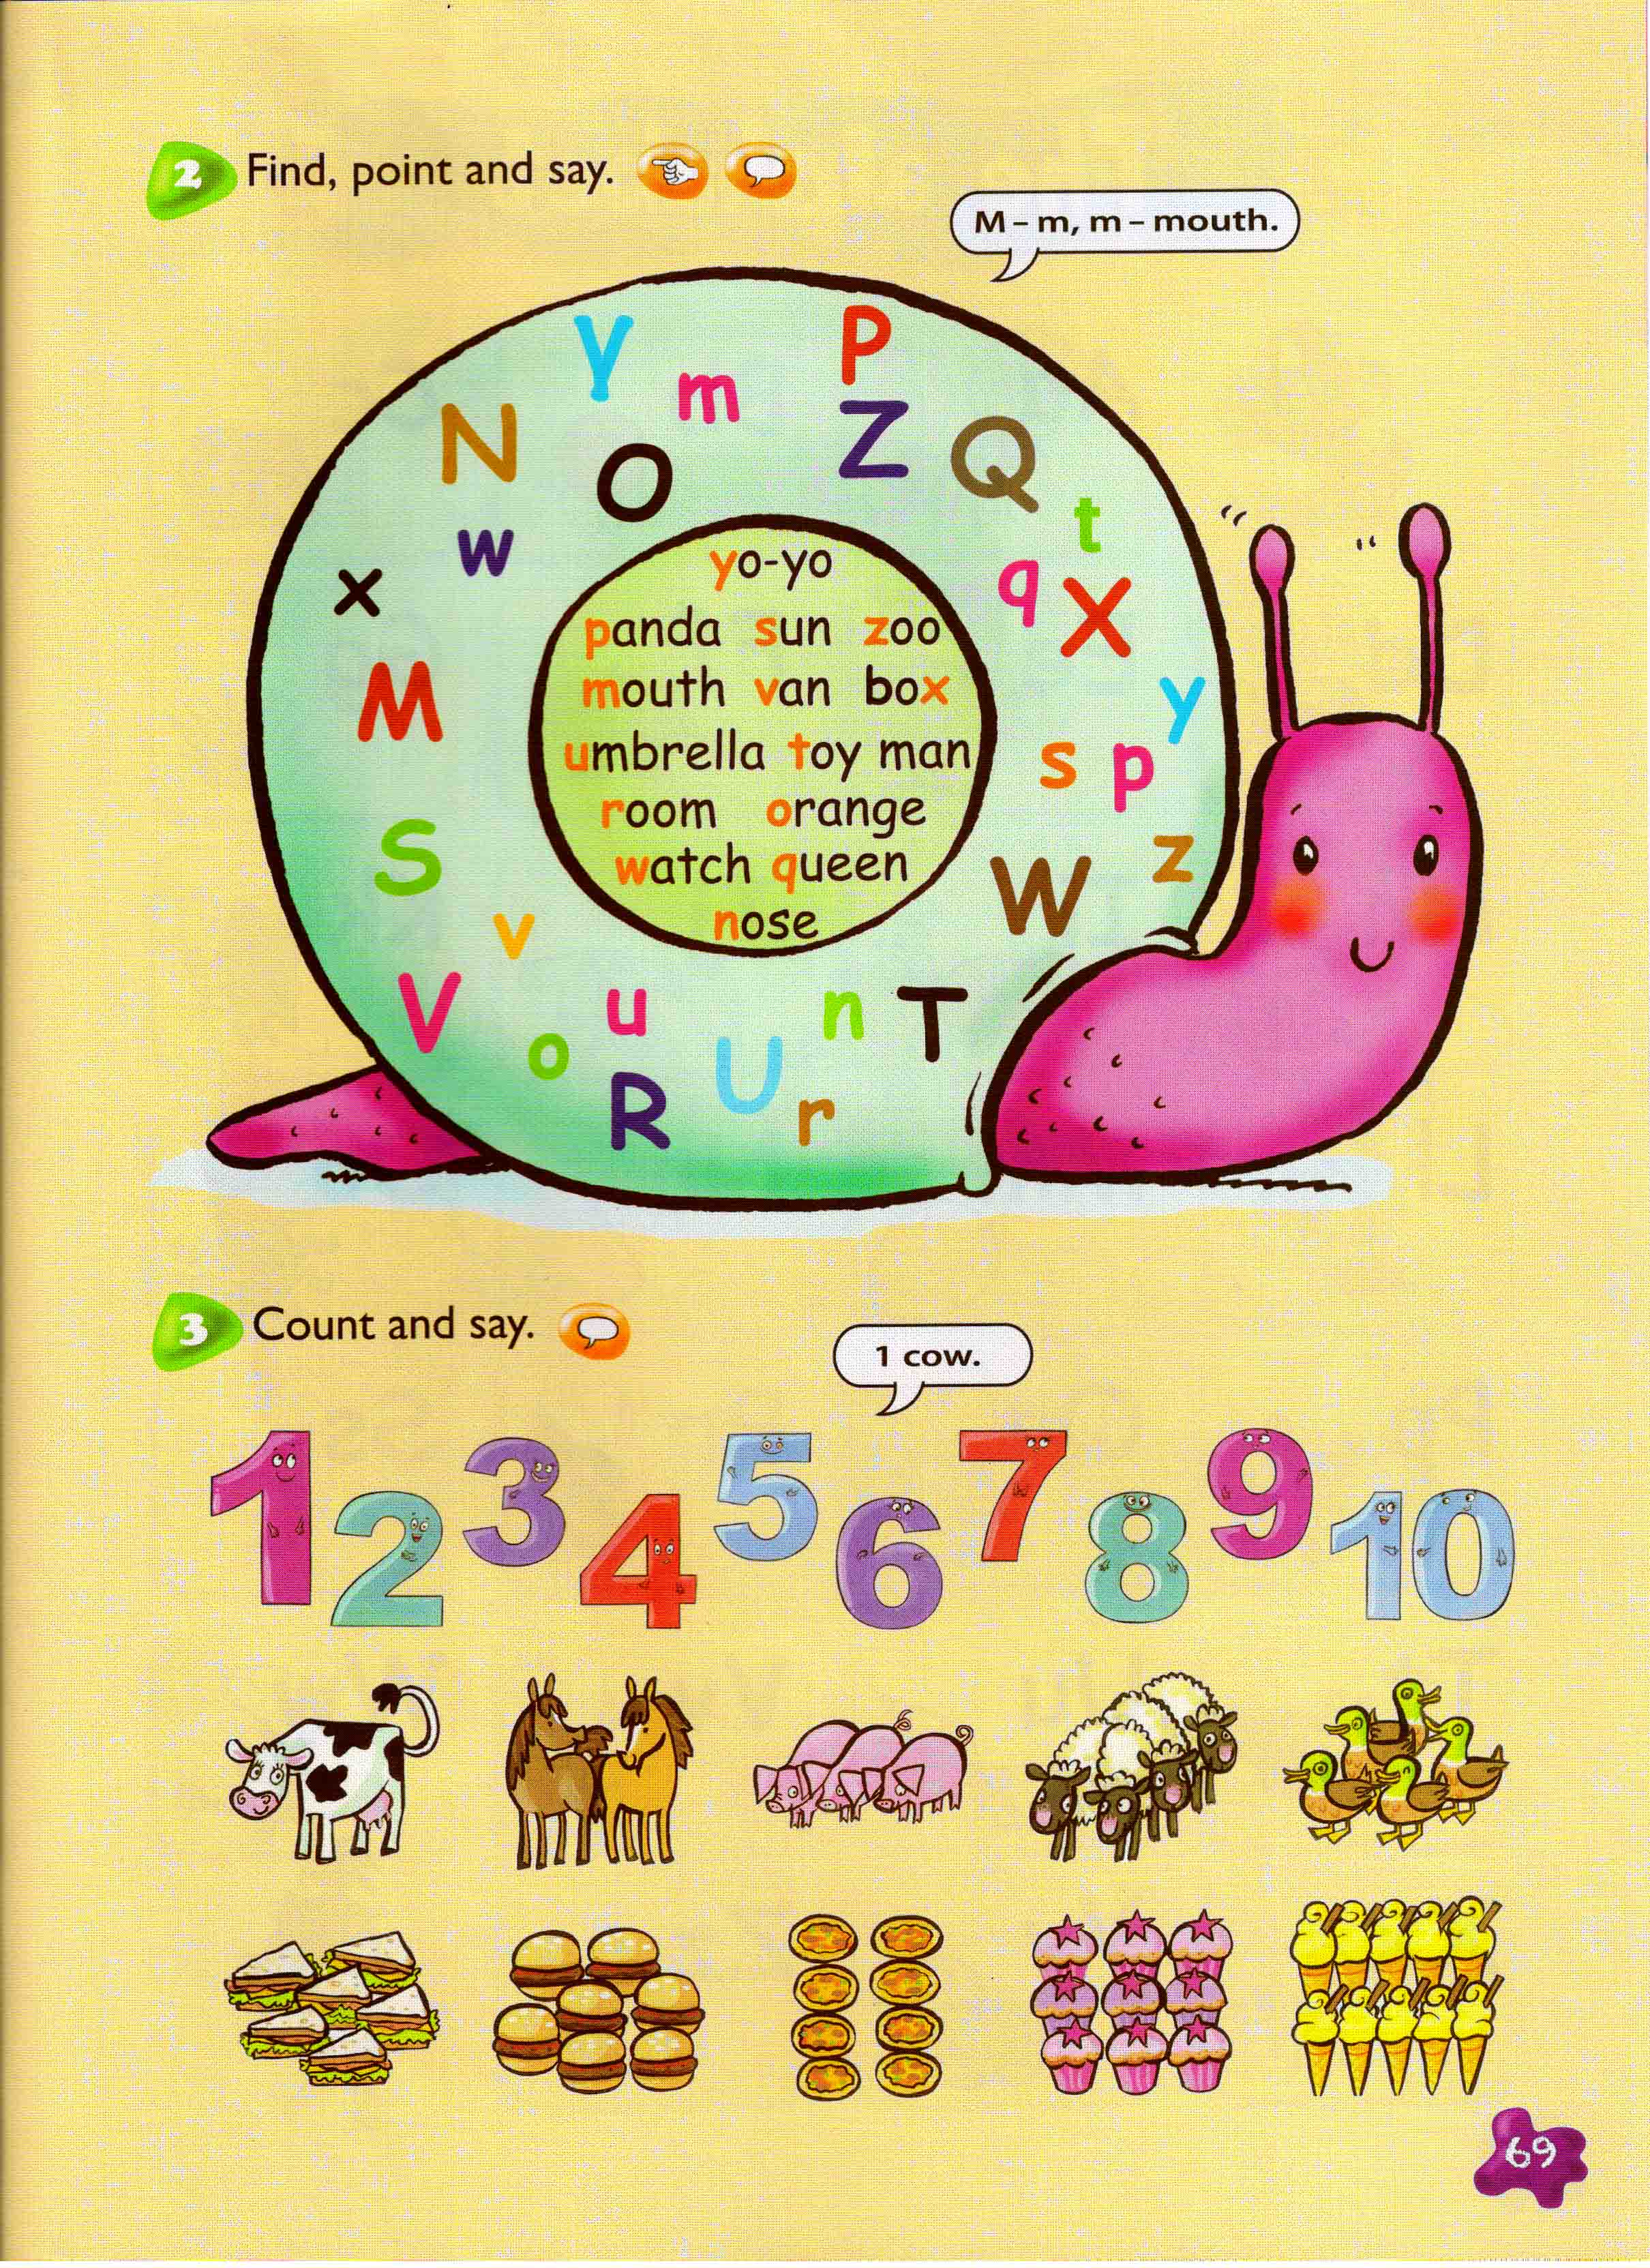 2 Find, point and say.
M – m, m – mouth.
y P
m
N O Z Q
w t
x q X
M y
s p
S W z
v
V u n T
o U
R r
yo-yo
panda sun zoo
mouth van box
umbrella toy man
room orange
watch queen
nose
3 Count and say.
1 cow.
1 2 3 4 5 6 7 8 9 10
69